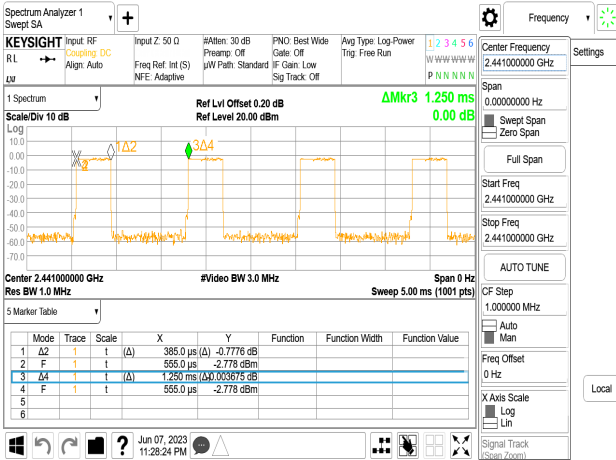 Spectrum Analyzer 1
Swept SA
KEYSIGHT
RL
Input: RF
Coupling: DC
Align: Auto
Input Z: 50 Ω
Freq Ref: Int (S)
NFE: Adaptive
#Atten: 30 dB
Preamp: Off
µW Path: Standard
PNO: Best Wide
Gate: Off
IF Gain: Low
Sig Track: Off
Avg Type: Log-Power
Trig: Free Run
1 2 3 4 5 6
W W W W W W
P N N N N N
1 Spectrum
Scale/Div 10 dB
Ref Lvl Offset 0.20 dB
Ref Level 20.00 dBm
ΔMkr3 1.250 ms
0.00 dB
Log
10.0
0.00
-10.0
-20.0
-30.0
-40.0
-50.0
-60.0
-70.0
1Δ2
3Δ4
Center 2.441000000 GHz
Res BW 1.0 MHz
#Video BW 3.0 MHz
Span 0 Hz
Sweep 5.00 ms (1001 pts)
5 Marker Table
Mode Trace Scale X Y Function Function Width Function Value
1 Δ2 1 t (Δ) 385.0 µs (Δ) -0.7776 dB
2 F 1 t 555.0 µs -2.778 dBm
3 Δ4 1 t (Δ) 1.250 ms (Δ) 0.003675 dB
4 F 1 t 555.0 µs -2.778 dBm
5
6
Jun 07, 2023
11:28:24 PM
Frequency
Center Frequency
2.441000000 GHz
Settings
Span
0.00000000 Hz
Swept Span
Zero Span
Full Span
Start Freq
2.441000000 GHz
Stop Freq
2.441000000 GHz
AUTO TUNE
CF Step
1.000000 MHz
Auto
Man
Freq Offset
0 Hz
Local
X Axis Scale
Log
Lin
Signal Track
(Span Zoom)